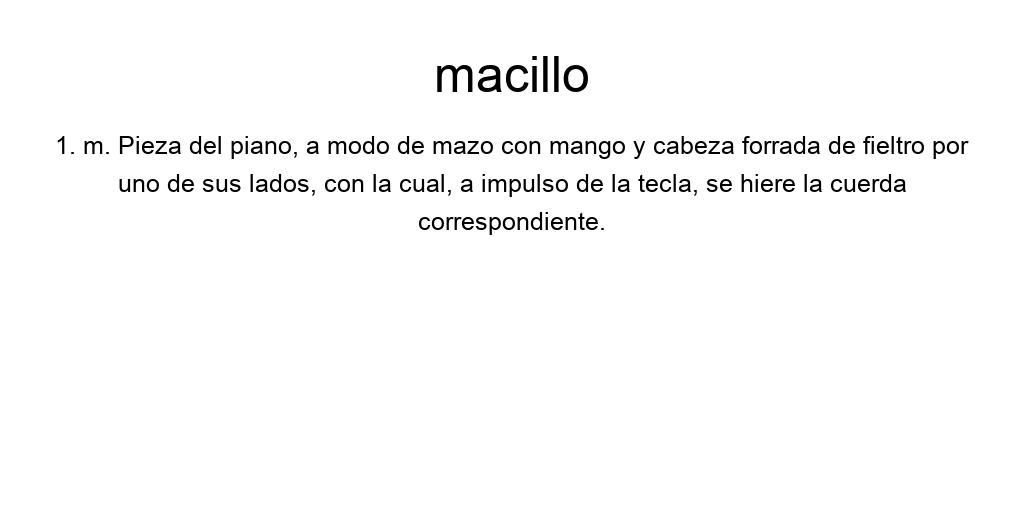 macillo
1. m. Pieza del piano, a modo de mazo con mango y cabeza forrada de fieltro por
uno de sus lados, con la cual, a impulso de la tecla, se hiere la cuerda
correspondiente.